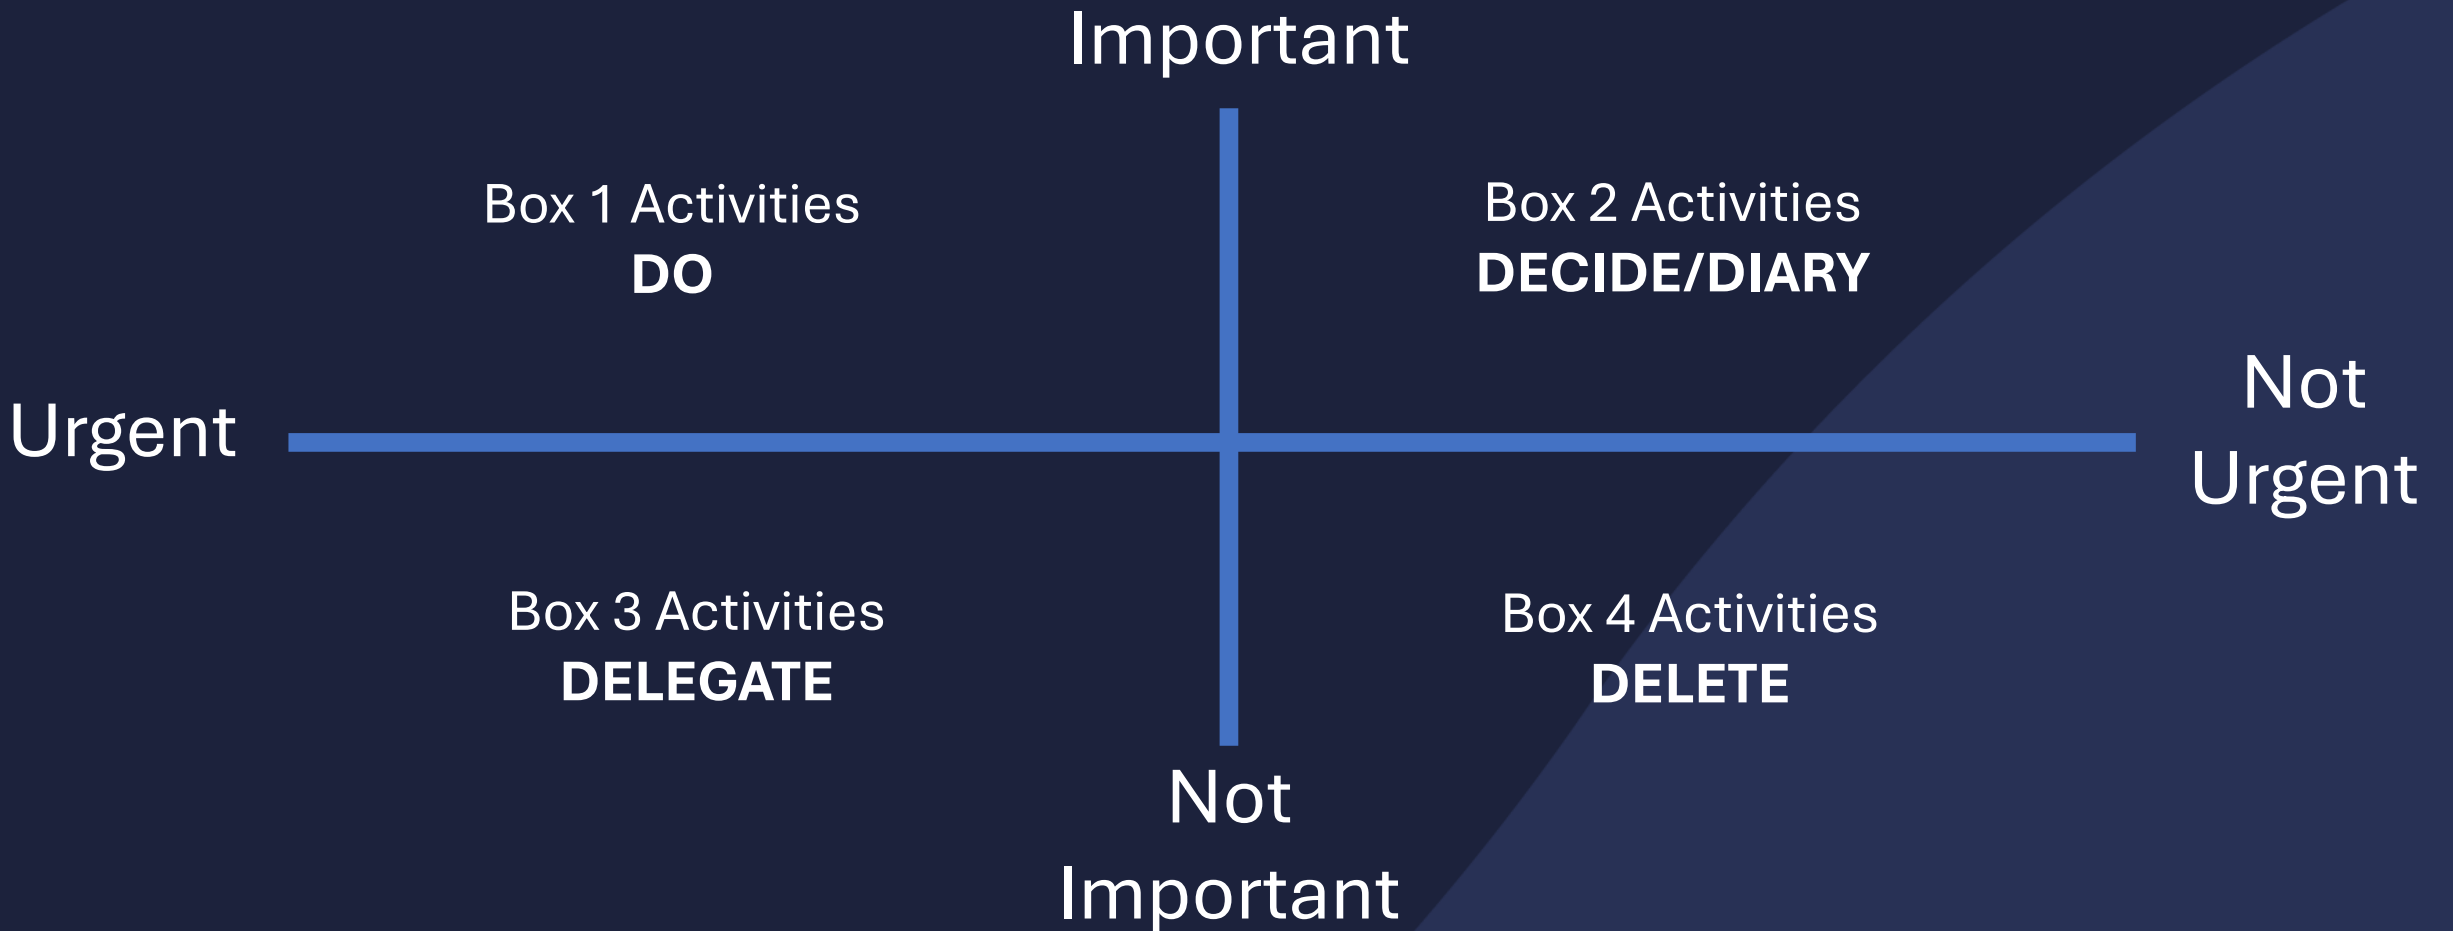 Important
Box 1 Activities
DO
Box 2 Activities
DECIDE/DIARY
Urgent
Not
Urgent
Box 3 Activities
DELEGATE
Box 4 Activities
DELETE
Not
Important